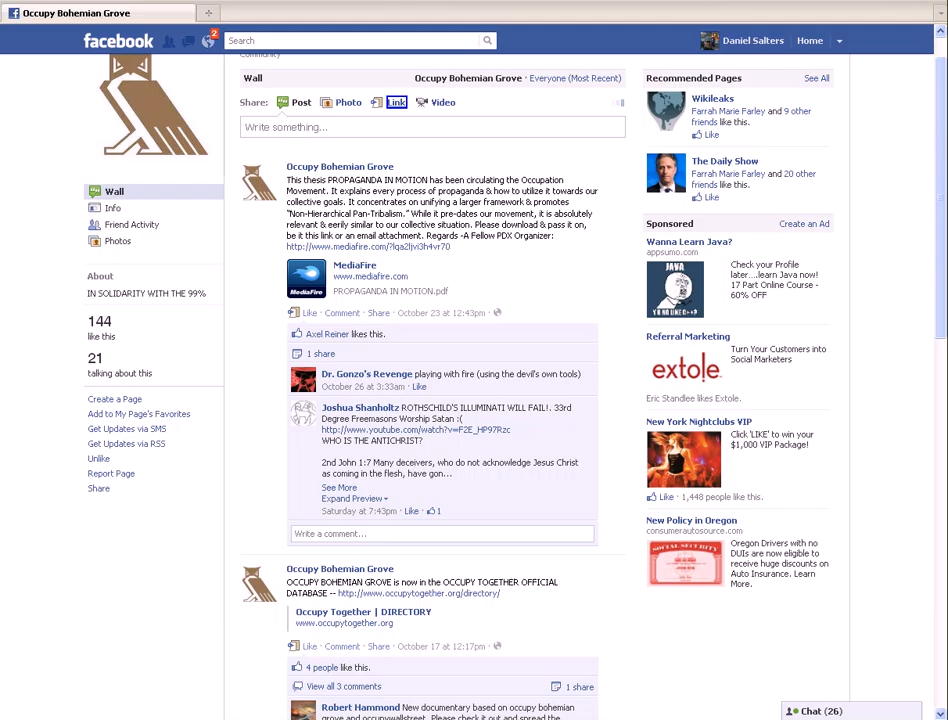 Occupy Bohemian Grove
facebook
2
Search
Daniel Salters
Home
Wall
Info
Friend Activity
Photos
About
IN SOLIDARITY WITH THE 99%
144
like this
21
talking about this
Create a Page
Add to My Page's Favorites
Get Updates via SMS
Get Updates via RSS
Unlike
Report Page
Share
Community
Wall
Occupy Bohemian Grove · Everyone (Most Recent)
Share: Post Photo Link Video
Write something...
Occupy Bohemian Grove
This thesis PROPAGANDA IN MOTION has been circulating the Occupation
Movement. It explains every process of propaganda & how to utilize it towards our
collective goals. It concentrates on unifying a larger framework & promotes
"Non-Hierarchical Pan-Tribalism." While it pre-dates our movement, it is absolutely
relevant & eerily similar to our collective situation. Please download & pass it on,
be it this link or an email attachment. Regards -A Fellow PDX Organizer:
http://www.mediafire.com/?lqa2ljvi3h4vr70
MediaFire
MediaFire
www.mediafire.com
PROPAGANDA IN MOTION.pdf
Like · Comment · Share · October 23 at 12:43pm ·
Axel Reiner likes this.
1 share
Dr. Gonzo's Revenge playing with fire (using the devil's own tools)
October 26 at 3:33am · Like
Joshua Shanholtz ROTHSCHILD'S ILLUMINATI WILL FAIL!. 33rd
Degree Freemasons Worship Satan :(
http://www.youtube.com/watch?v=F2E_HP97Rzc
WHO IS THE ANTICHRIST?
2nd John 1:7 Many deceivers, who do not acknowledge Jesus Christ
as coming in the flesh, have gon...
See More
Expand Preview
Saturday at 7:43pm · Like · 1
Write a comment...
Occupy Bohemian Grove
OCCUPY BOHEMIAN GROVE is now in the OCCUPY TOGETHER OFFICIAL
DATABASE -- http://www.occupytogether.org/directory/
Occupy Together | DIRECTORY
www.occupytogether.org
Like · Comment · Share · October 17 at 12:17pm ·
4 people like this.
View all 3 comments
1 share
Robert Hammond New documentary based on occupy bohemian
grove and occupywallstreet. Please check it out and spread the
Recommended Pages
See All
Wikileaks
Farrah Marie Farley and 9 other
friends like this.
Like
The Daily Show
Farrah Marie Farley and 20 other
friends like this.
Like
Sponsored
Create an Ad
Wanna Learn Java?
appsumo.com
JAVA
Check your Profile
later....learn Java now!
17 Part Online Course -
60% OFF
Referral Marketing
extole.
Turn Your Customers into
Social Marketers
Eric Standlee likes Extole.
New York Nightclubs VIP
Click 'LIKE' to win your
$1,000 VIP Package!
Like · 1,448 people like this.
New Policy in Oregon
consumerautosource.com
SOCIAL SECURITY
Oregon Drivers with no
DUIs are now eligible to
receive huge discounts on
Auto Insurance. Learn
More.
Chat (26)